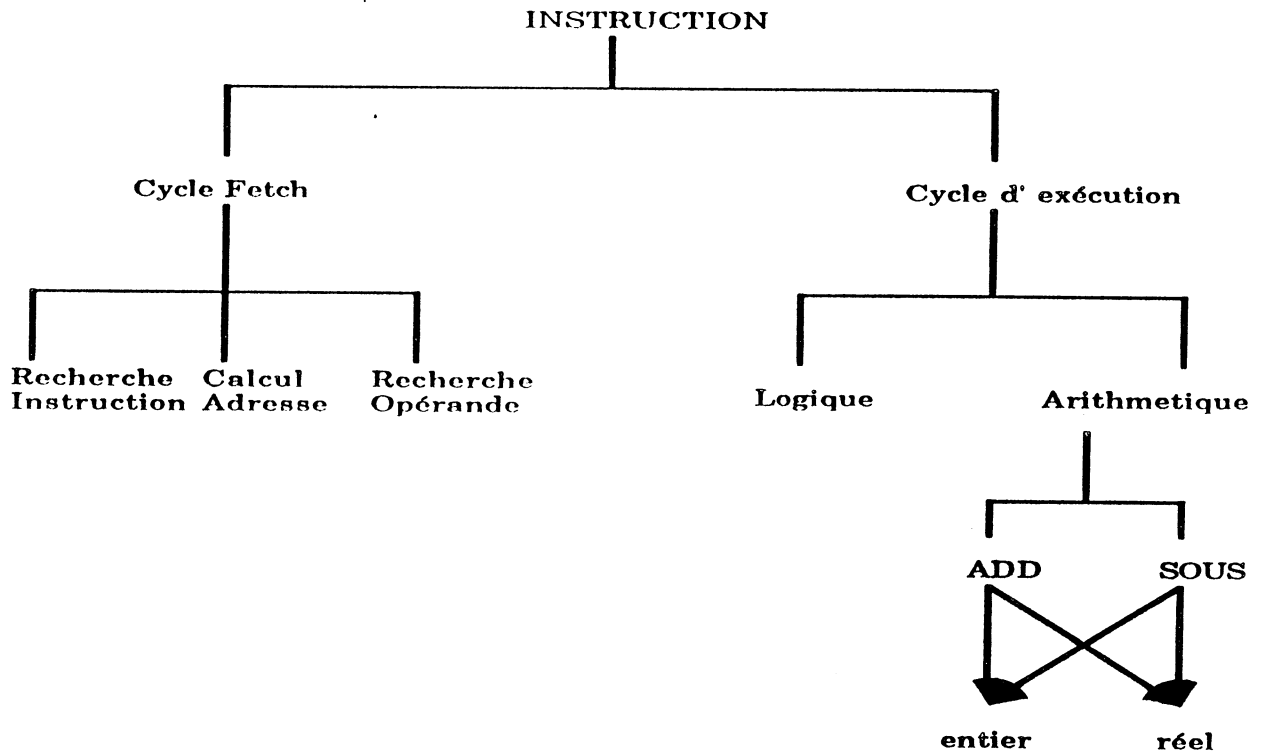 INSTRUCTION
Cycle Fetch
Cycle d' exécution
Recherche
Instruction
Calcul
Adresse
Recherche
Opérande
Logique
Arithmetique
ADD
SOUS
entier
réel